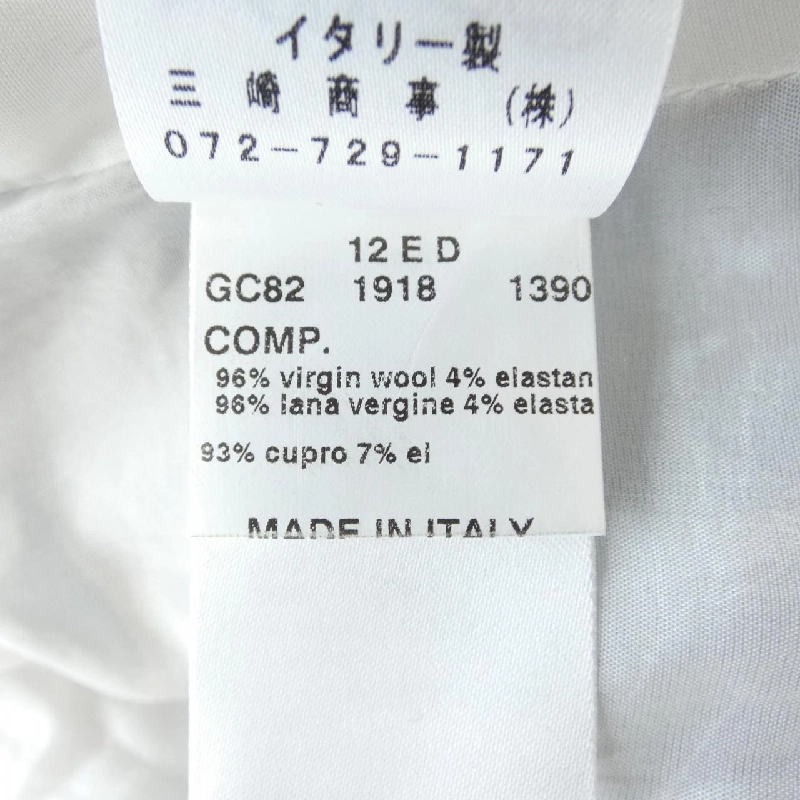 イタリー製
三崎商事(株)
072-729-1171
12 E D
GC82 1918 1390
COMP.
96% virgin wool 4% elastan
96% lana vergine 4% elasta
93% cupro 7% el
MADE IN ITALY